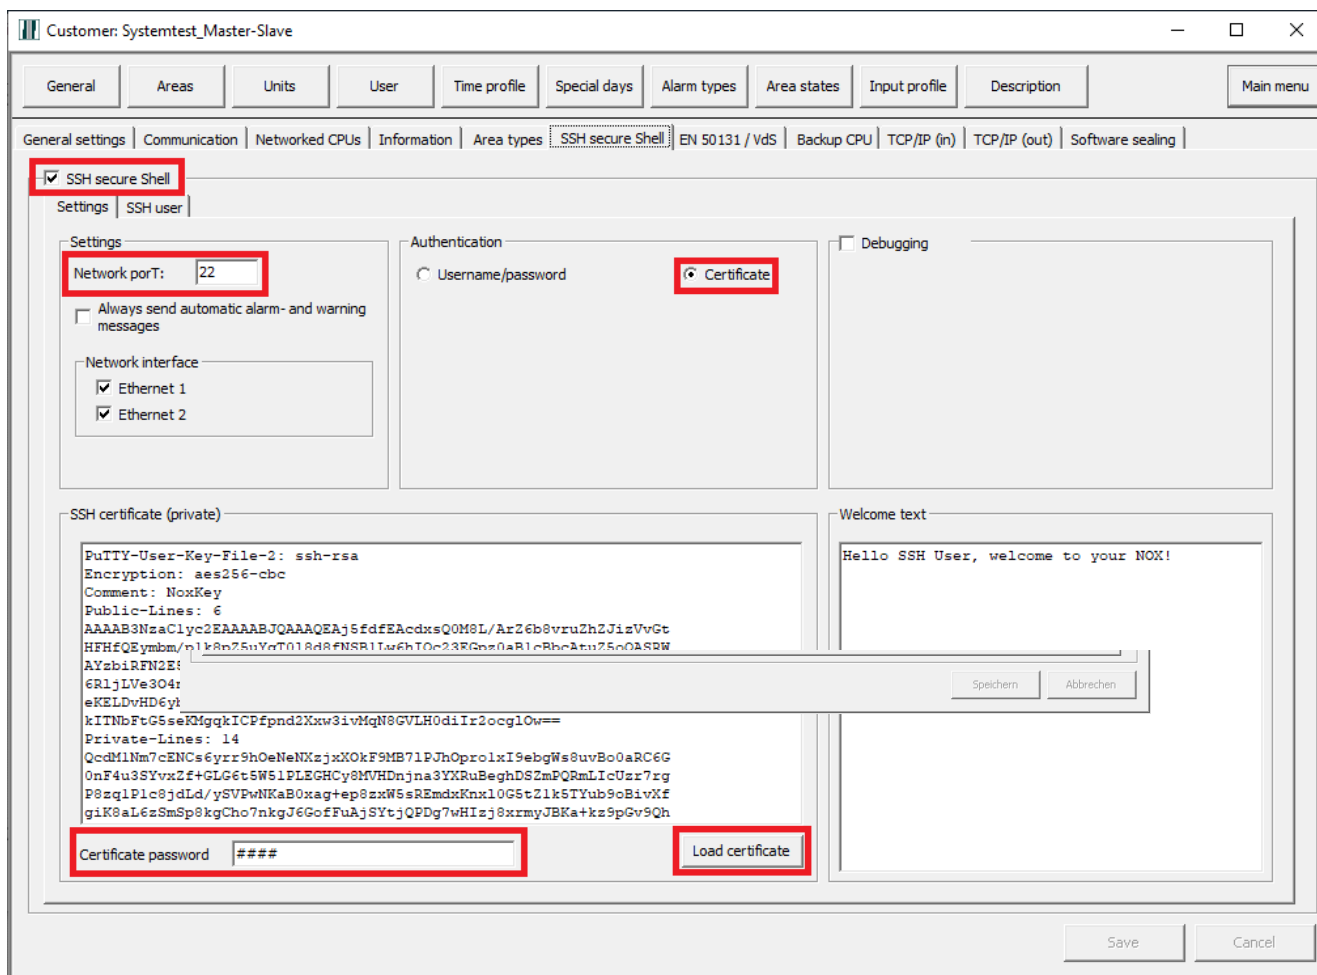 Customer: Systemtest_Master-Slave
General Areas Units User Time profile Special days Alarm types Area states Input profile Description Main menu
General settings Communication Networked CPUs Information Area types SSH secure Shell EN 50131 / VdS Backup CPU TCP/IP (in) TCP/IP (out) Software sealing
SSH secure Shell
Settings SSH user
Settings
Network porT: 22
Always send automatic alarm- and warning
messages
Network interface
Ethernet 1
Ethernet 2
Authentication
Username/password Certificate
Debugging
SSH certificate (private)
PuTTY-User-Key-File-2: ssh-rsa
Encryption: aes256-cbc
Comment: NoxKey
Public-Lines: 6
AAAAB3NzaC1yc2EAAAABJQAAAQEAj5fdfEAcdxsQ0M8L/ArZ6b8vruZhZJizVvGt
AYzbiRFN2E5
6RljLVe3O4
eKELDvHD6y
kITNbFtG5seKMgqkICPfpnd2Xxw3ivMqN8GVLH0diIr2ocglOw==
Private-Lines: 14
QcdM1Nm7cENCs6yrr9hOeNeNXzjxXOkF9MB71PJhOprolxI9ebgWs8uvBo0aRC6G
0nF4u3SYvxZf+GLG6t5W51PLEGHCy8MVHDnjna3YXRuBeghDSZmPQRmLIcUzr7rg
P8zq1P1c8jdLd/ySVPwNKaB0xag+ep8zxW5sREmdxKnxl0G5tZ1k5TYub9oBivXf
giK8aL6zSmSp8kgCho7nkgJ6GofFuAjSYtjQPDg7wHIzj8xrmyJBKa+kz9pGv9Qh
Certificate password ####
Load certificate
Welcome text
Hello SSH User, welcome to your NOX!
Speichern Abbrechen
Save Cancel